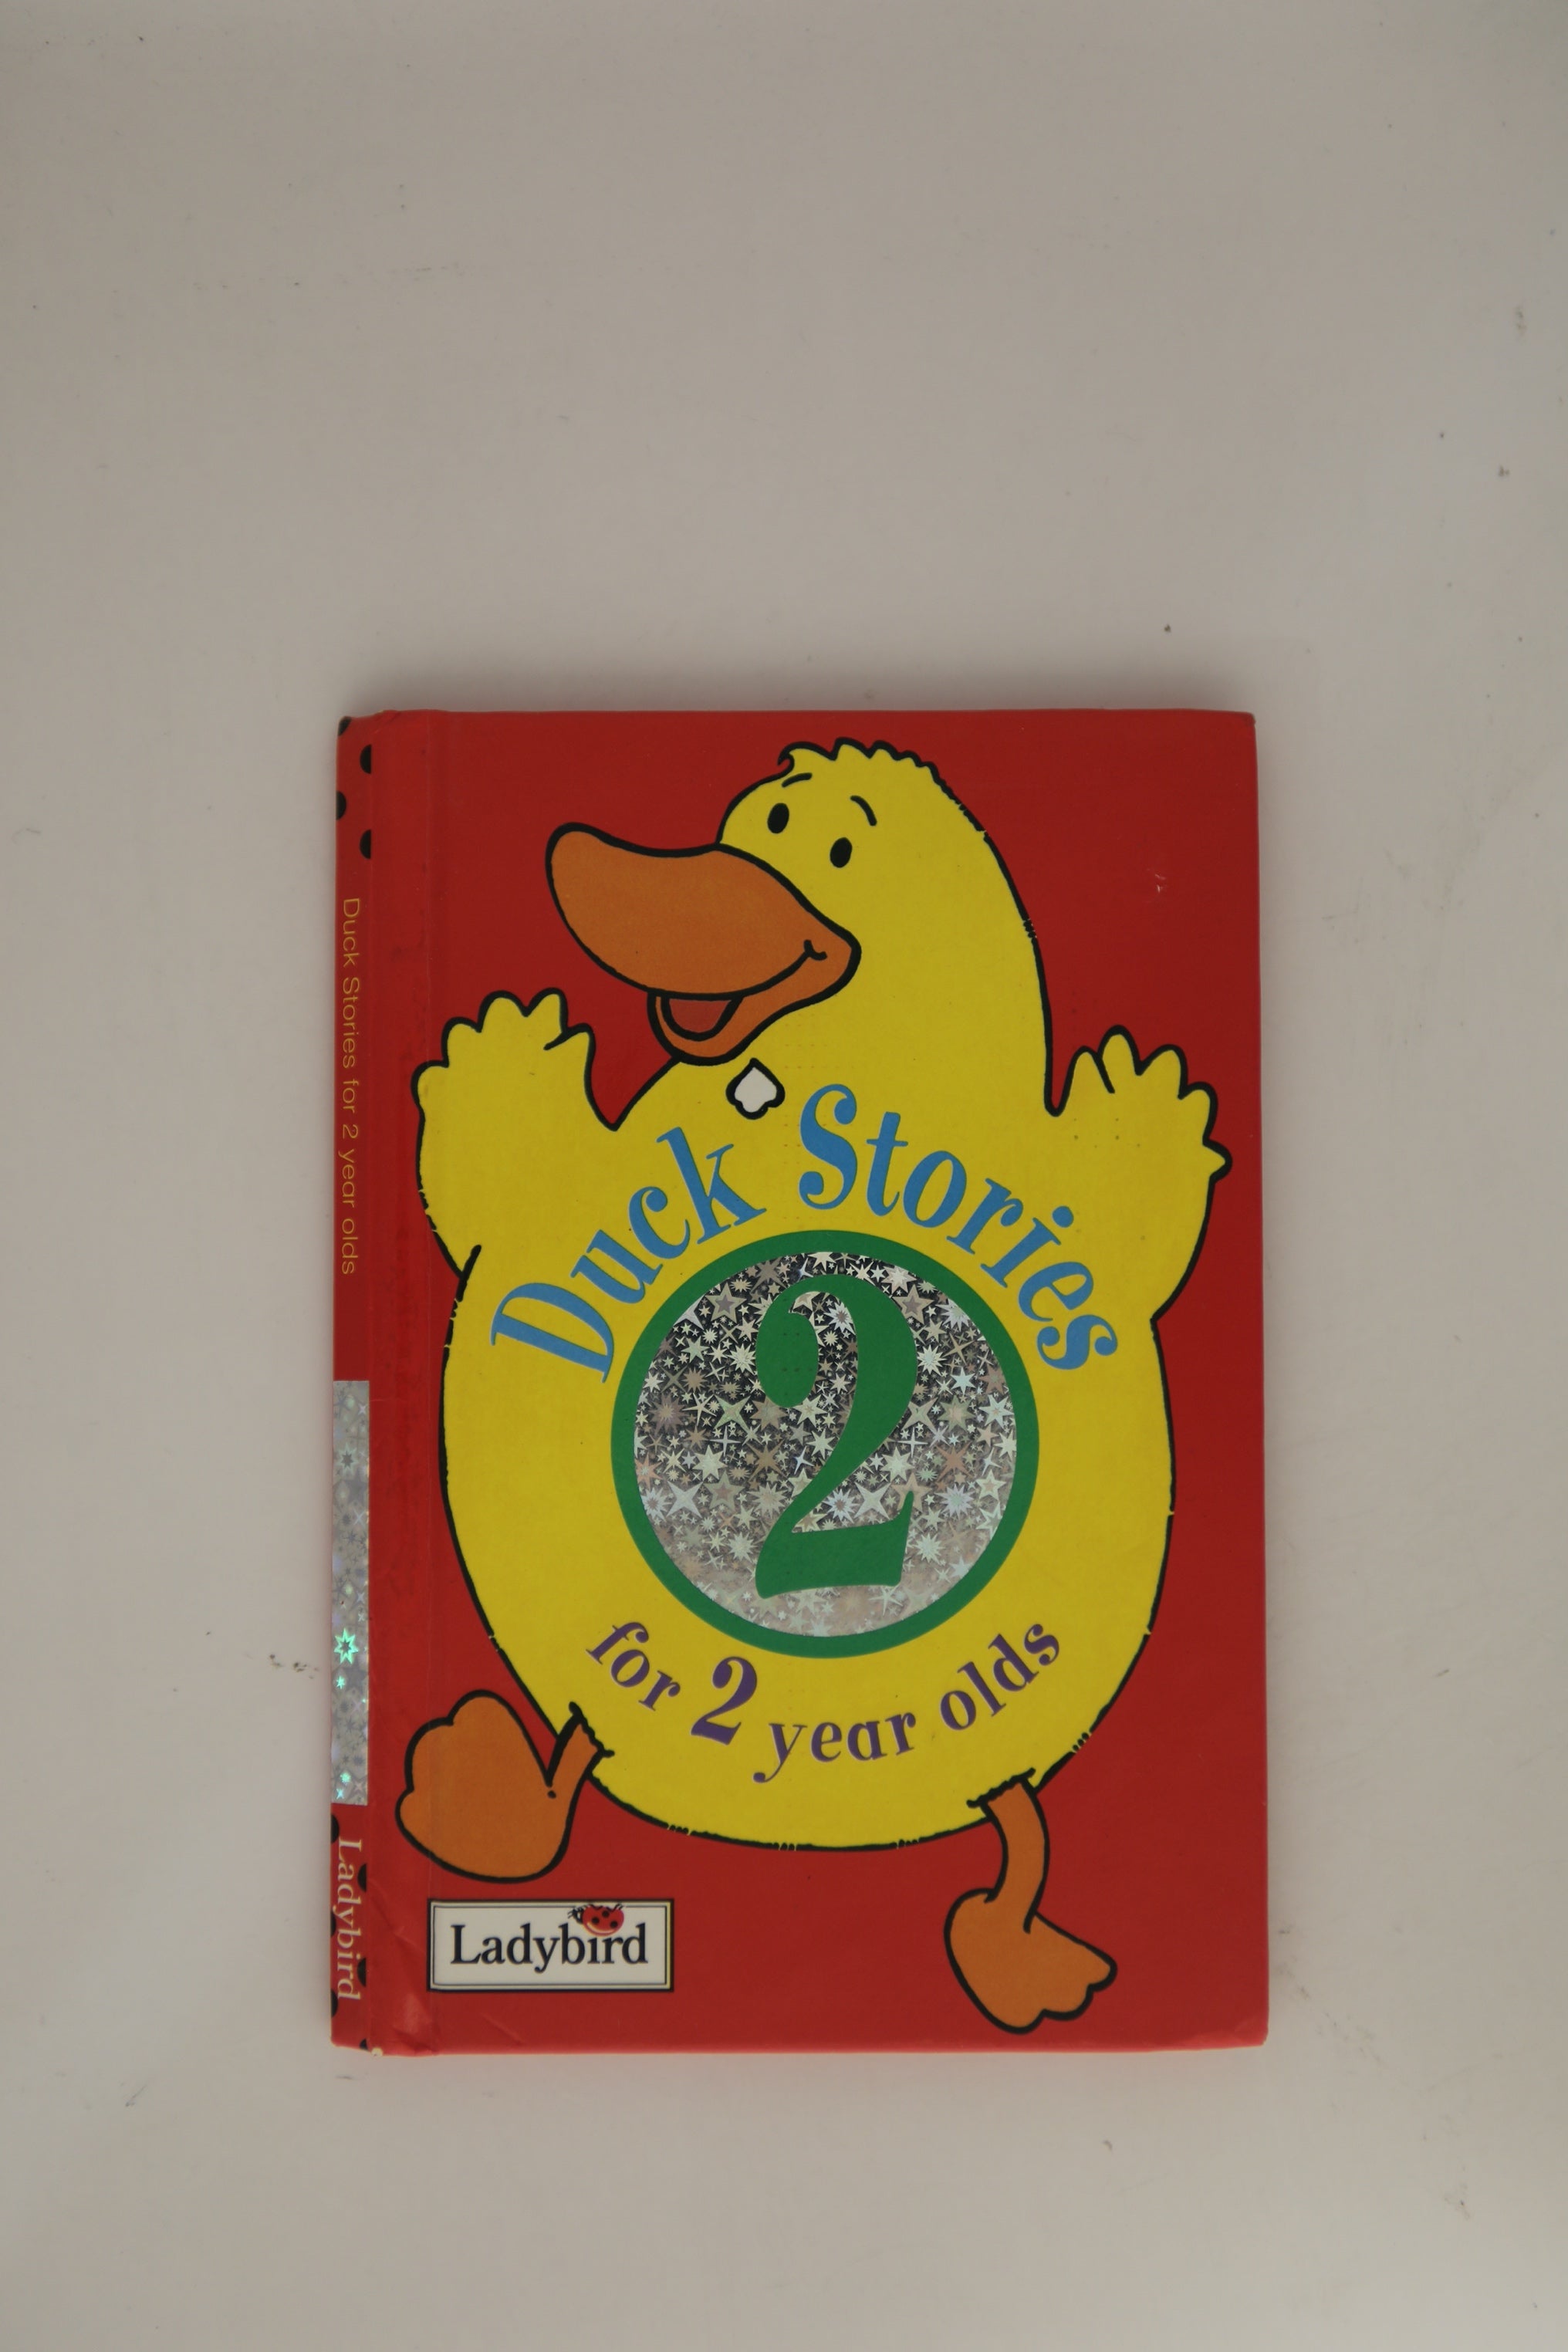 Duck Stories
2
for 2 year olds
Ladybird
Duck Stories for 2 year olds
Ladybird